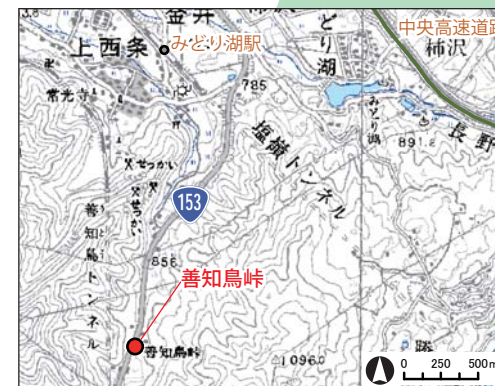 金井
中央高速道路
上西条
みどり湖駅
どり湖
柿沢
3.8
785
常光寺
みどり湖
長野
塩嶺トンネル
891.2
せっかい
せっかい
153
善知鳥トンネル
856
善知鳥峠
善知鳥峠
1096.0
勝
0 250 500m